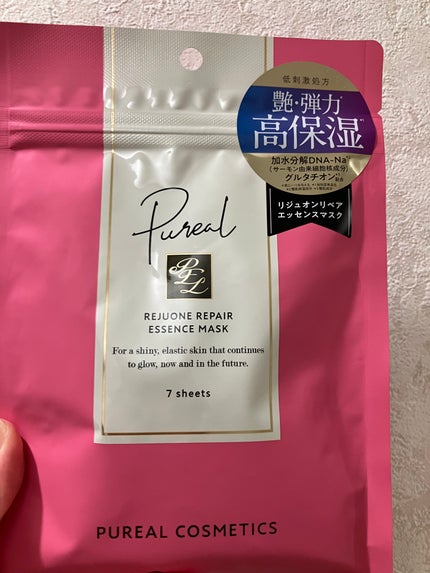 低刺激処方
艶・弾力
高保湿
加水分解DNA-Na
(サーモン由来細胞核成分)
グルタチオン
配合
リジュオンリペア
エッセンスマスク
Pureal
PEL
REJUONE REPAIR
ESSENCE MASK
For a shiny, elastic skin that continues
to glow, now and in the future.
7 sheets
PUREAL COSMETICS